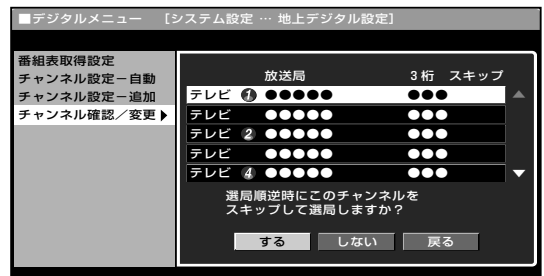 ■デジタルメニュー ［システム設定 … 地上デジタル設定］
番組表取得設定
チャンネル設定－自動
チャンネル設定－追加
チャンネル確認／変更▶
放送局 3桁 スキップ
テレビ ① ●●●●● ●●●
テレビ ●●●●● ●●●
テレビ ② ●●●●● ●●●
テレビ ●●●●● ●●●
テレビ ④ ●●●●● ●●●
選局順逆時にこのチャンネルを
スキップして選局しますか？
する しない 戻る